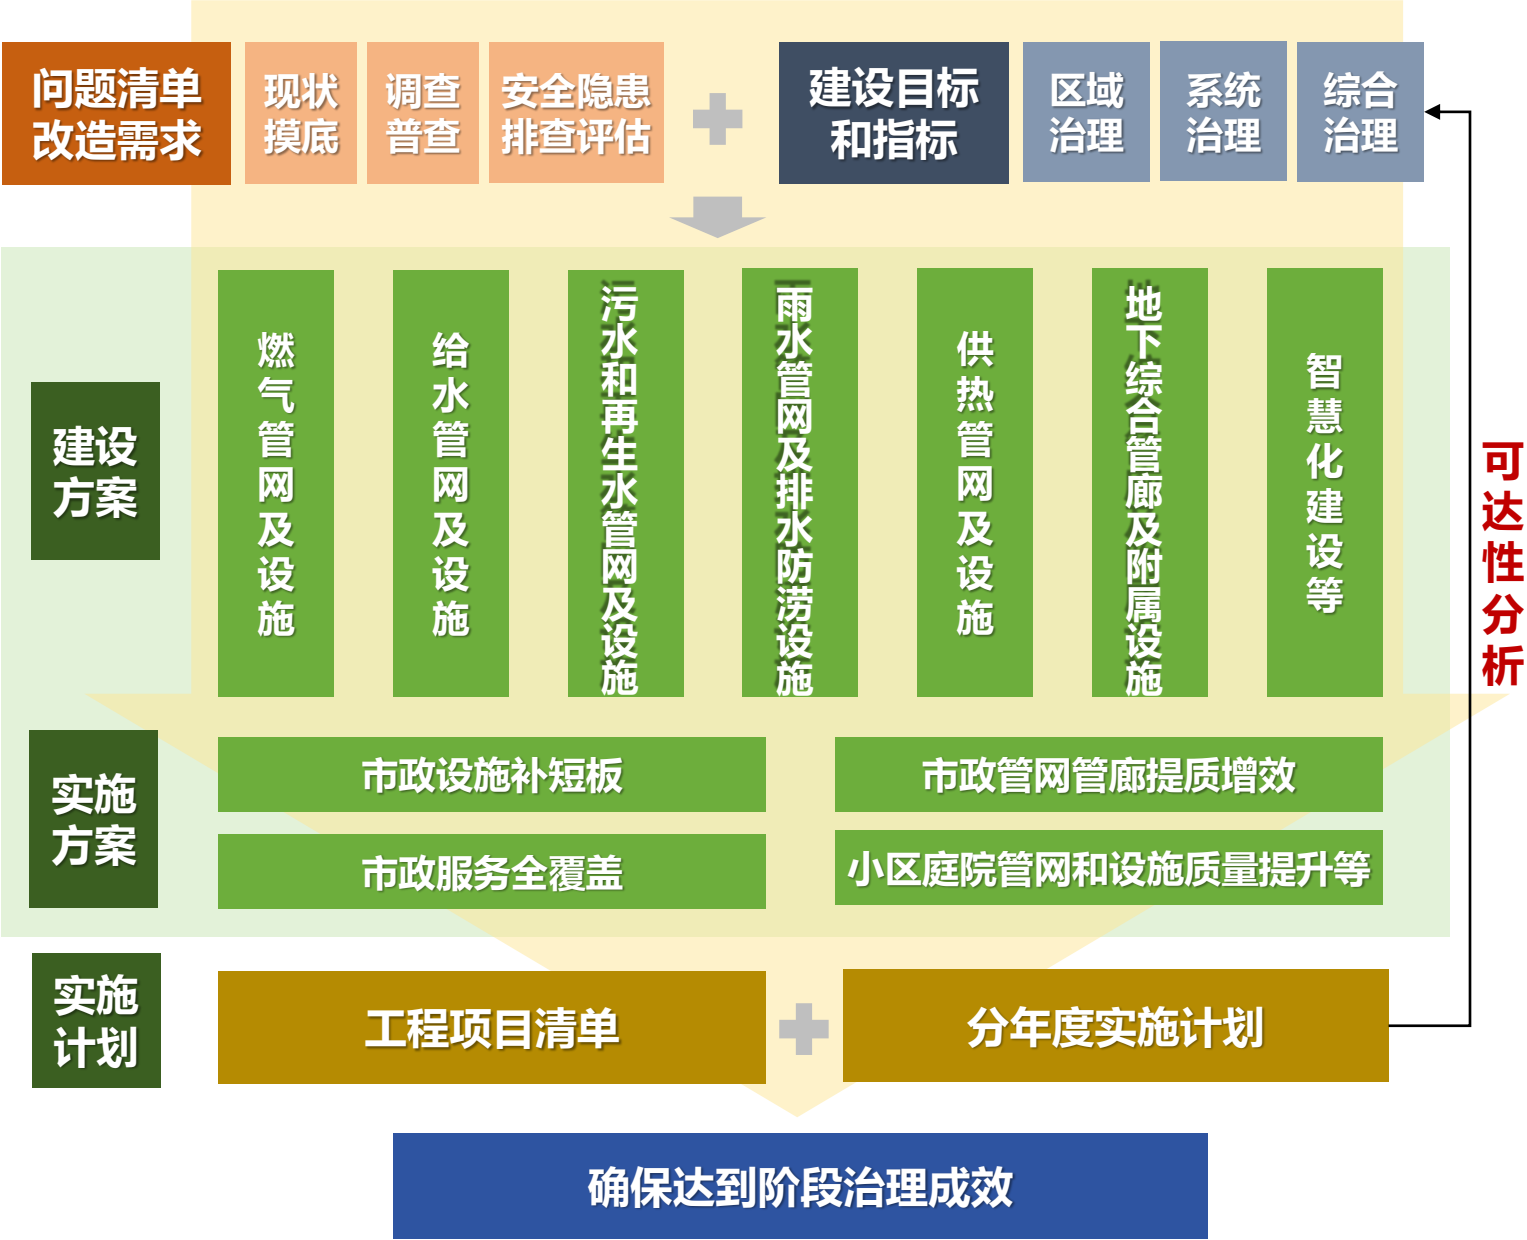 问题清单
改造需求
现状
摸底
调查
普查
安全隐患
排查评估
建设目标
和指标
区域
治理
系统
治理
综合
治理
建设
方案
燃气管网及设施
给水管网及设施
污水和再生水管网及设施
雨水管网及排水防涝设施
供热管网及设施
地下综合管廊及附属设施
智慧化建设等
可达性分析
实施
方案
市政设施补短板
市政管网管廊提质增效
市政服务全覆盖
小区庭院管网和设施质量提升等
实施
计划
工程项目清单
分年度实施计划
确保达到阶段治理成效